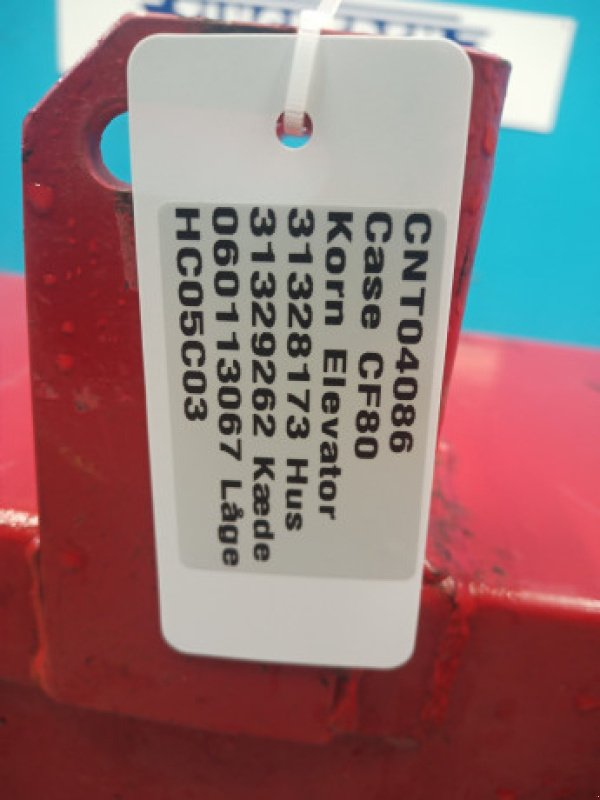 CNT04086
Case CF80
Korn Elevator
31328173 Hus
31329262 Kæde
060113067 Låge
HC05C03